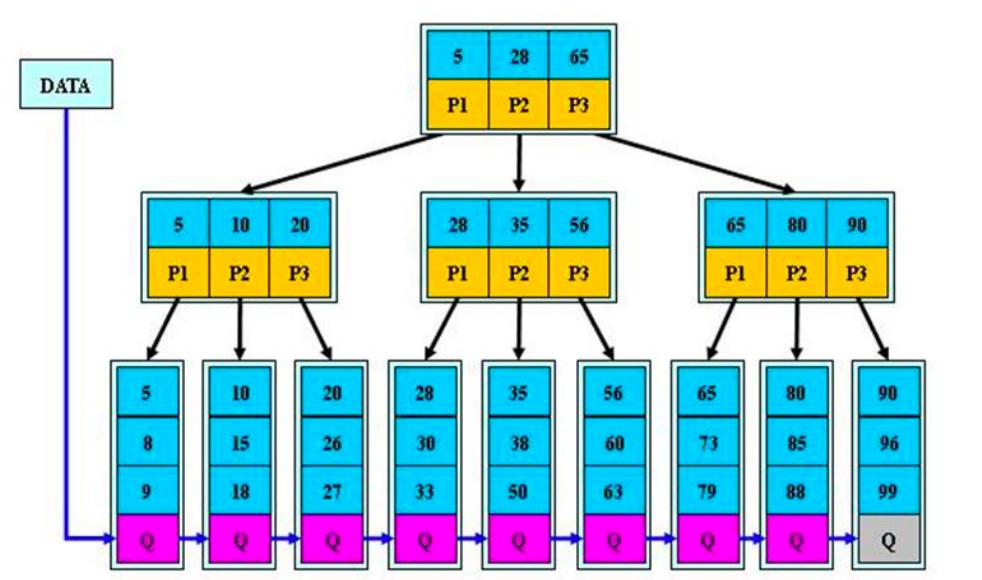 5 28 65
DATA
P1 P2 P3
5 10 20 28 35 56 65 80 90
P1 P2 P3 P1 P2 P3 P1 P2 P3
5 10 20 28 35 56 65 80 90
8 15 26 30 38 60 73 85 96
9 18 27 33 50 63 79 88 99
Q Q Q Q Q Q Q Q Q